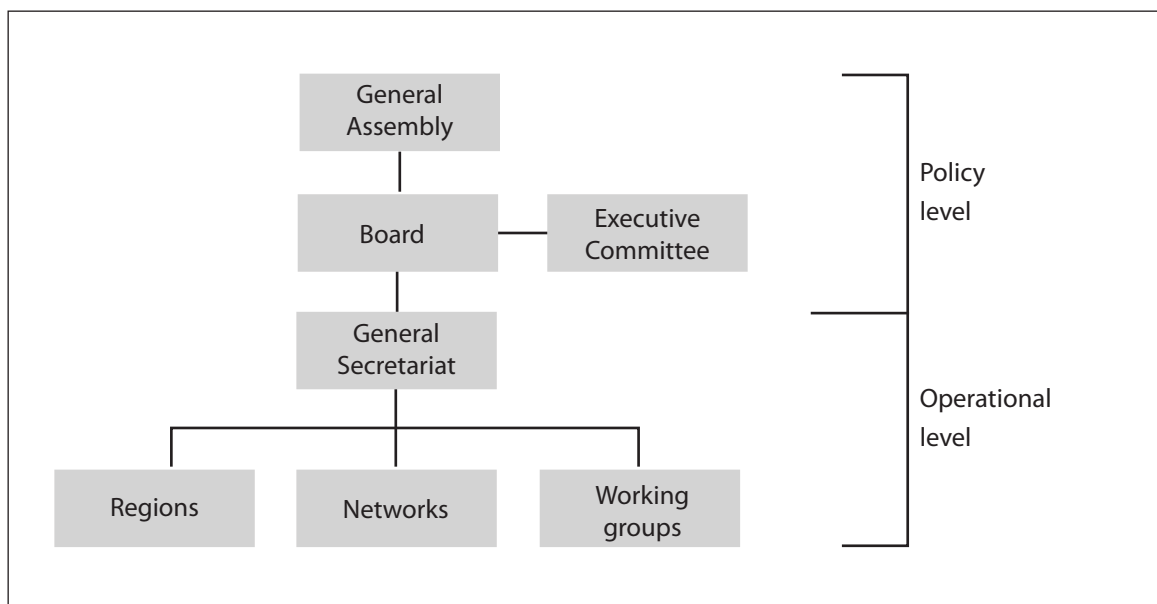 General
Assembly
Board
Executive
Committee
Policy
level
General
Secretariat
Operational
level
Regions
Networks
Working
groups